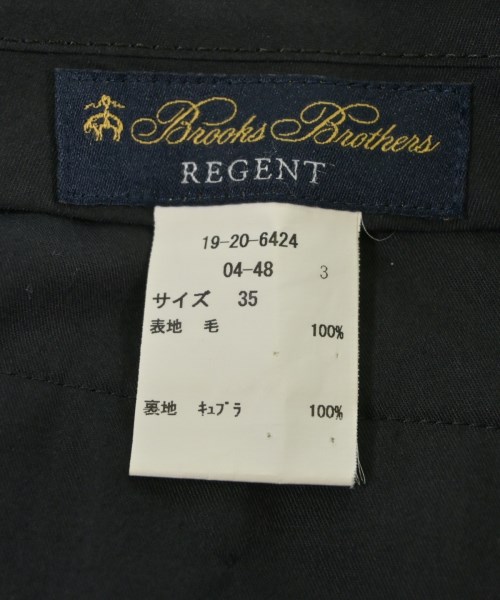 Brooks Brothers
REGENT
19-20-6424
04-48 3
サイズ 35
表地 毛 100%
裏地 ｷｭﾌﾟﾗ 100%